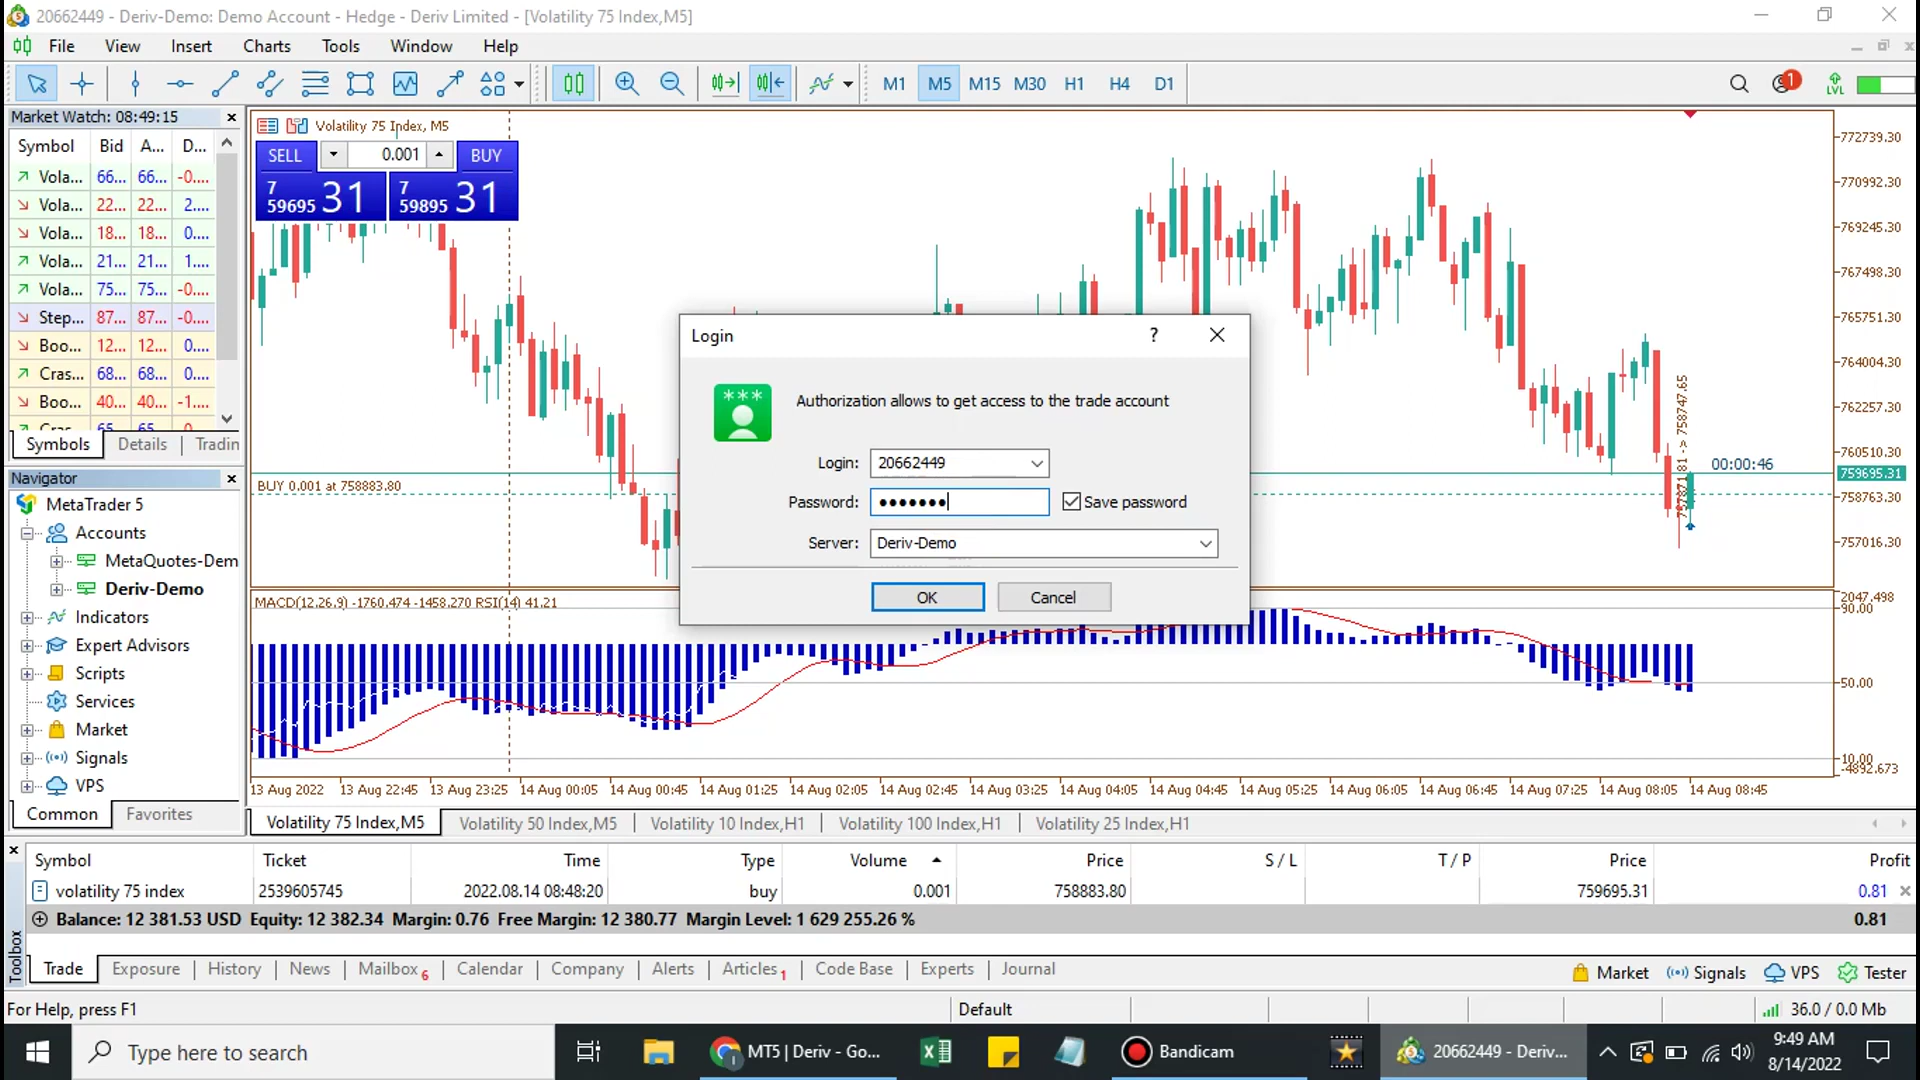 20662449 - Deriv-Demo: Demo Account - Hedge - Deriv Limited - [Volatility 75 Index,M5]
File View Insert Charts Tools Window Help
M1 M5 M15 M30 H1 H4 D1
1
LVL
Market Watch: 08:49:15
Symbol Bid A... D...
Vola... 66... 66... -0....
Vola... 22... 22... 2....
Vola... 18... 18... 0....
Vola... 21... 21... 1....
Vola... 75... 75... -0....
Step... 87... 87... -0....
Boo... 12... 12... 0....
Cras... 68... 68... 0....
Boo... 40... 40... -1....
Symbols Details Tradin
Navigator
MetaTrader 5
Accounts
MetaQuotes-Dem
Deriv-Demo
Indicators
Expert Advisors
Scripts
Services
Market
Signals
VPS
Common Favorites
Volatility 75 Index, M5
SELL 0.001 BUY
7 59695 31 7 59895 31
BUY 0.001 at 758883.80
00:00:46
772739.30
770992.30
769245.30
767498.30
765751.30
764004.30
762257.30
760510.30
759695.31
758763.30
757016.30
Login ?
***
Authorization allows to get access to the trade account
Login: 20662449
Password: ●●●●●●● Save password
Server: Deriv-Demo
OK Cancel
MACD(12,26,9) -1760.474 -1458.270 RSI(14) 41.21
2047.498
90.00
50.00
10.00
-4892.673
13 Aug 2022 13 Aug 22:45 13 Aug 23:25 14 Aug 00:05 14 Aug 00:45 14 Aug 01:25 14 Aug 02:05 14 Aug 02:45 14 Aug 03:25 14 Aug 04:05 14 Aug 04:45 14 Aug 05:25 14 Aug 06:05 14 Aug 06:45 14 Aug 07:25 14 Aug 08:05 14 Aug 08:45
Volatility 75 Index,M5 Volatility 50 Index,M5 Volatility 10 Index,H1 Volatility 100 Index,H1 Volatility 25 Index,H1
Symbol Ticket Time Type Volume Price S / L T / P Price Profit
volatility 75 index 2539605745 2022.08.14 08:48:20 buy 0.001 758883.80 759695.31 0.81
Balance: 12 381.53 USD Equity: 12 382.34 Margin: 0.76 Free Margin: 12 380.77 Margin Level: 1 629 255.26 % 0.81
Toolbox
Trade Exposure History News Mailbox 6 Calendar Company Alerts Articles 1 Code Base Experts Journal
Market Signals VPS Tester
For Help, press F1 Default 36.0 / 0.0 Mb
Type here to search
MT5 | Deriv - Go...
Bandicam
20662449 - Deriv...
9:49 AM
8/14/2022